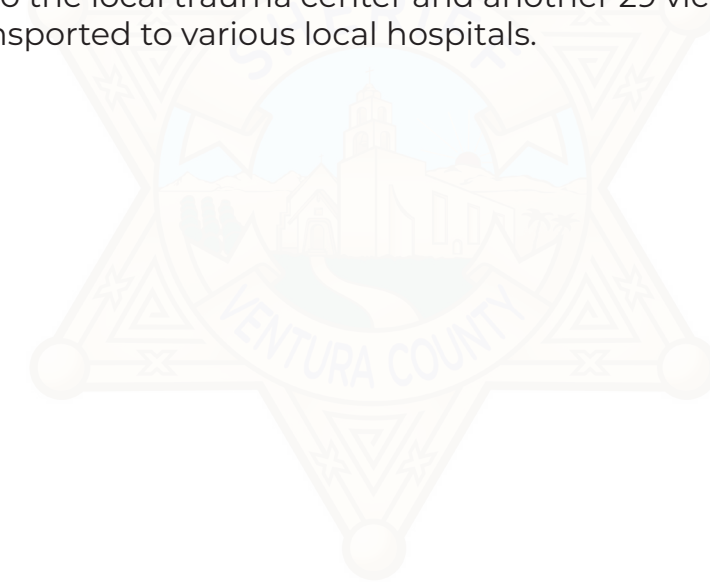 o the local trauma center and another 29 vic
nsported to various local hospitals.
VENTURA COUNTY